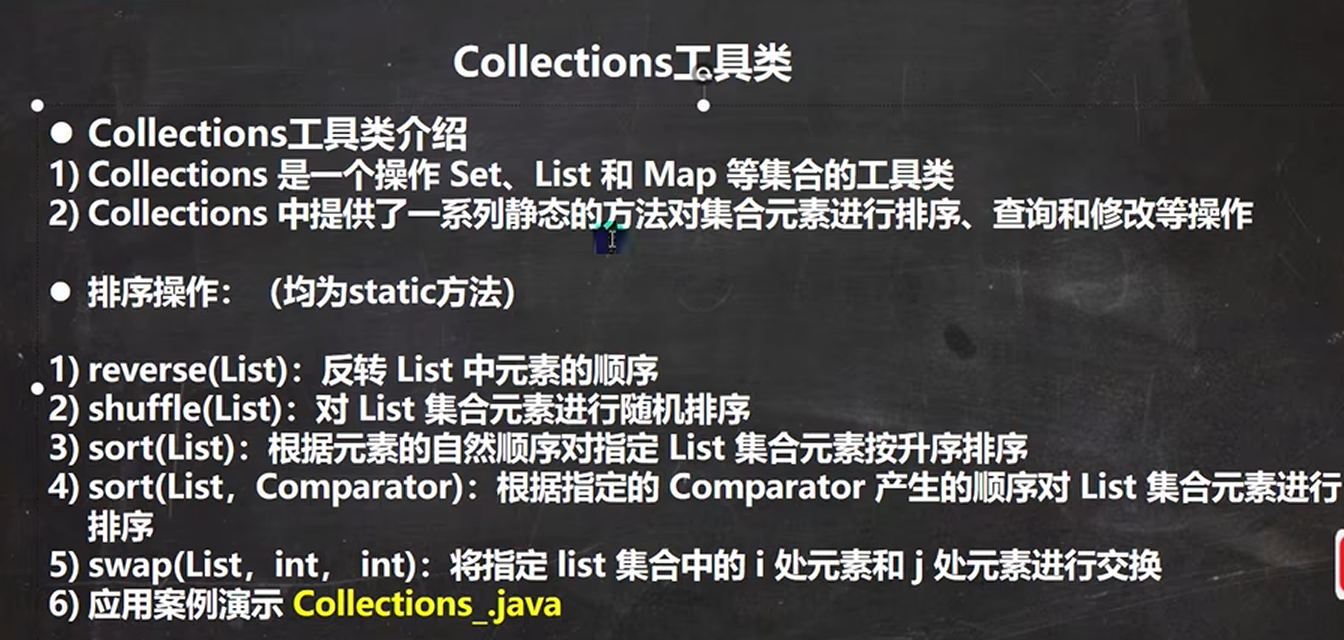 Collections工具类
● Collections工具类介绍
1) Collections 是一个操作 Set、List 和 Map 等集合的工具类
2) Collections 中提供了一系列静态的方法对集合元素进行排序、查询和修改等操作
● 排序操作：（均为static方法）
1) reverse(List)：反转 List 中元素的顺序
2) shuffle(List)：对 List 集合元素进行随机排序
3) sort(List)：根据元素的自然顺序对指定 List 集合元素按升序排序
4) sort(List，Comparator)：根据指定的 Comparator 产生的顺序对 List 集合元素进行
排序
5) swap(List，int， int)：将指定 list 集合中的 i 处元素和 j 处元素进行交换
6) 应用案例演示 Collections_.java